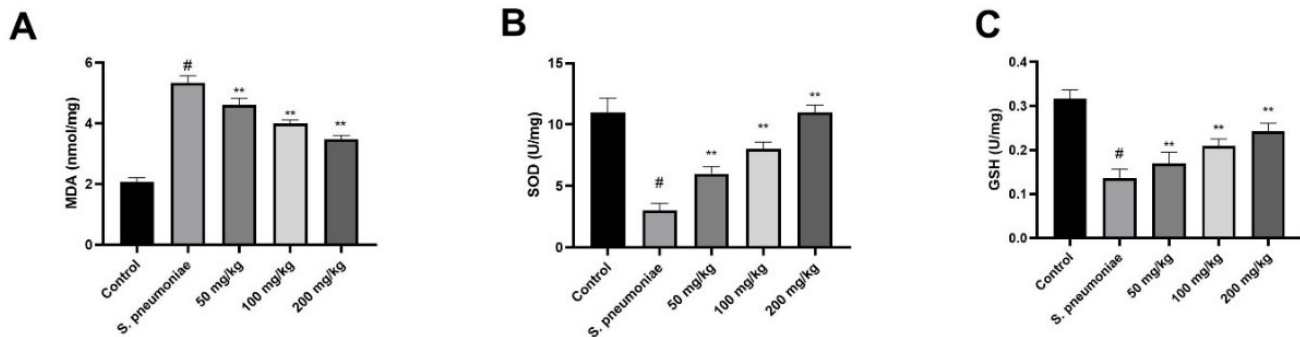 A
MDA (nmol/mg)
6
4
2
0
#
**
**
**
Control
S. pneumoniae
50 mg/kg
100 mg/kg
200 mg/kg
B
SOD (U/mg)
15
10
5
0
#
**
**
**
Control
S. pneumoniae
50 mg/kg
100 mg/kg
200 mg/kg
C
GSH (U/mg)
0.4
0.3
0.2
0.1
0.0
#
**
**
**
Control
S. pneumoniae
50 mg/kg
100 mg/kg
200 mg/kg